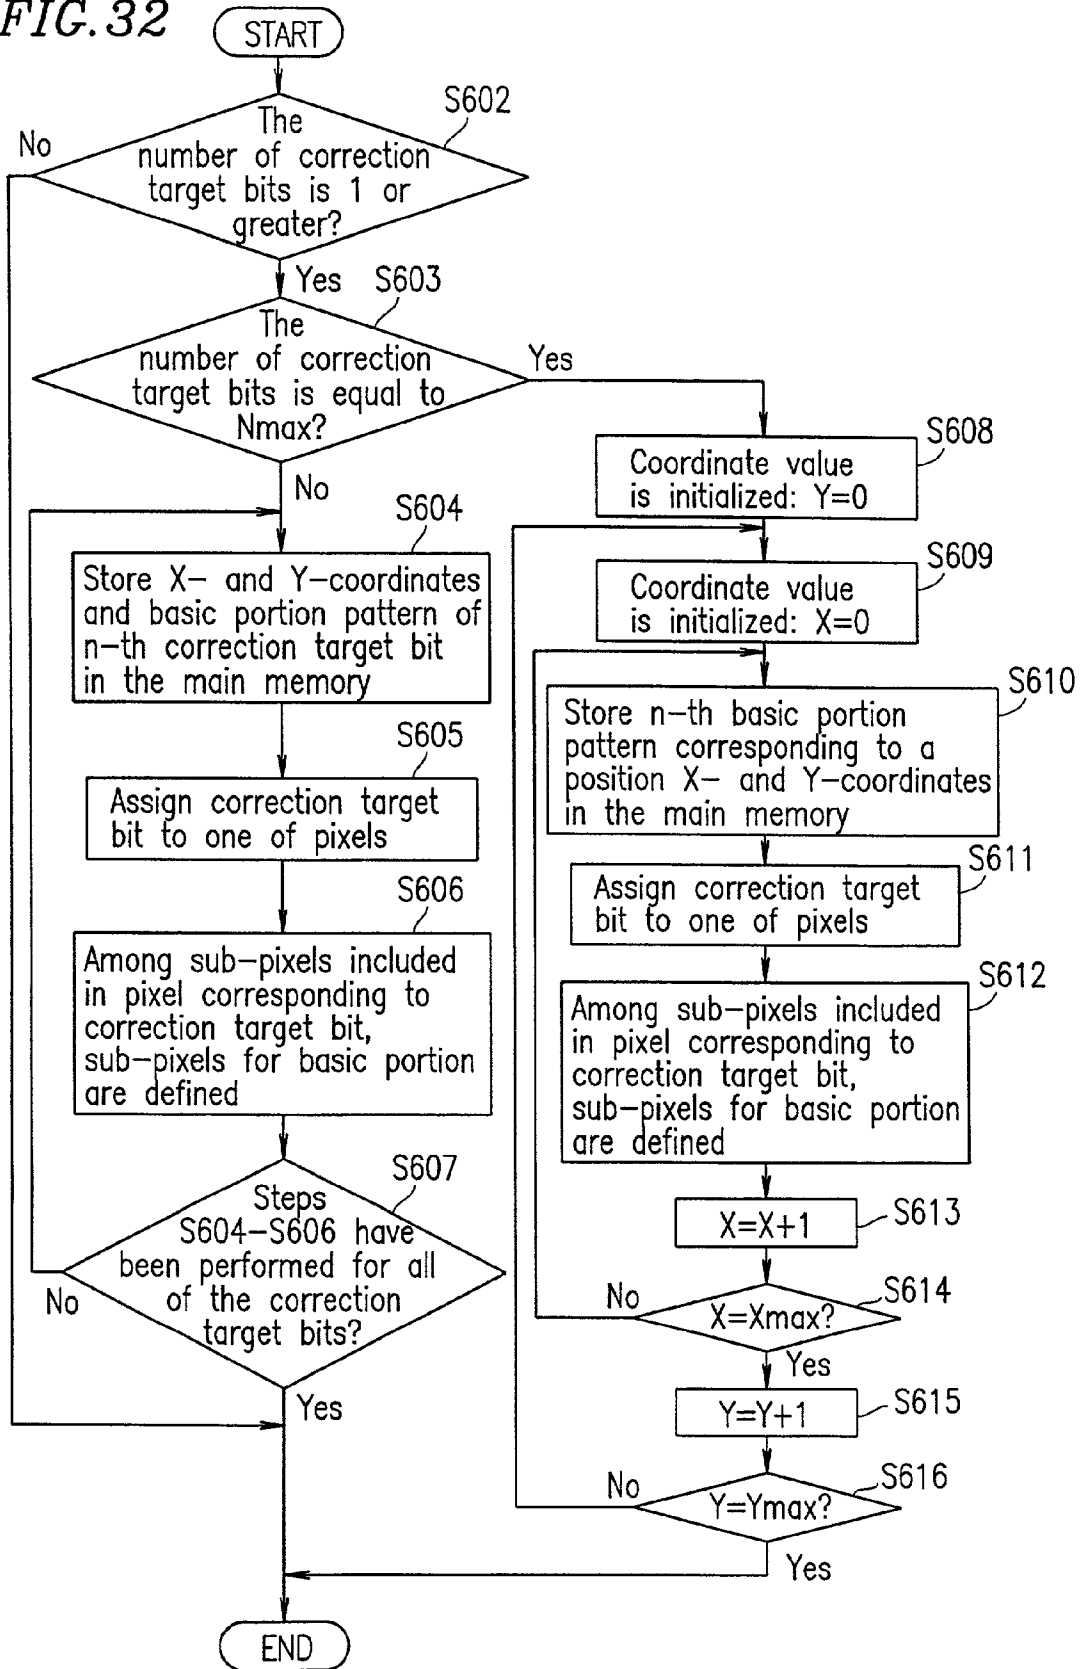 FIG. 32
START
S602
The
number of correction
target bits is 1 or
greater?
No
Yes
S603
The
number of correction
target bits is equal to
Nmax?
Yes
No
S604
Store X- and Y-coordinates
and basic portion pattern of
n-th correction target bit
in the main memory
S605
Assign correction target
bit to one of pixels
S606
Among sub-pixels included
in pixel corresponding to
correction target bit,
sub-pixels for basic portion
are defined
S607
Steps
S604-S606 have
been performed for all
of the correction
target bits?
No
Yes
S608
Coordinate value
is initialized: Y=0
S609
Coordinate value
is initialized: X=0
S610
Store n-th basic portion
pattern corresponding to a
position X- and Y-coordinates
in the main memory
S611
Assign correction target
bit to one of pixels
S612
Among sub-pixels included
in pixel corresponding to
correction target bit,
sub-pixels for basic portion
are defined
X=X+1
S613
No
X=Xmax?
S614
Yes
Y=Y+1
S615
No
Y=Ymax?
S616
Yes
END